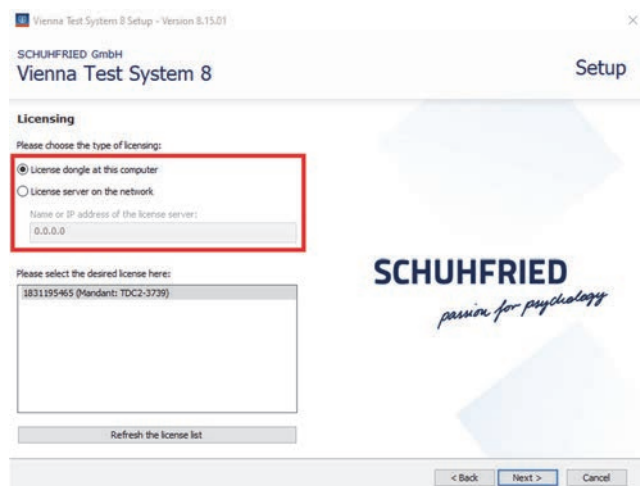 Vienna Test System 8 Setup - Version 8.15.01
SCHUHFRIED GmbH
Vienna Test System 8
Setup
Licensing
Please choose the type of licensing:
License dongle at this computer
License server on the network
Name or IP address of the license server:
0.0.0.0
Please select the desired license here:
1831195465 (Mandant: TDC2-3739)
Refresh the license list
SCHUHFRIED
passion for psychology
< Back
Next >
Cancel